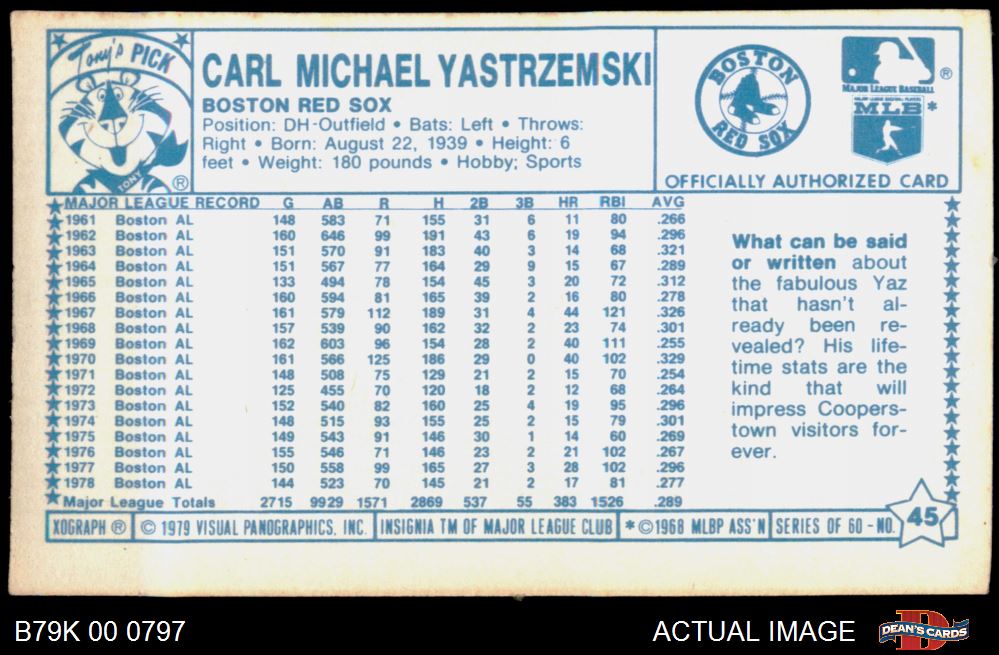 Tony's PICK
TONY ®
CARL MICHAEL YASTRZEMSKI
BOSTON RED SOX
Position: DH-Outfield • Bats: Left • Throws:
Right • Born: August 22, 1939 • Height: 6
feet • Weight: 180 pounds • Hobby; Sports
BOSTON
RED SOX
®
MAJOR LEAGUE BASEBALL
MAJOR LEAGUE BASEBALL PLAYERS
MLB *
OFFICIALLY AUTHORIZED CARD
MAJOR LEAGUE RECORD G AB R H 2B 3B HR RBI AVG
1961 Boston AL 148 583 71 155 31 6 11 80 .266
1962 Boston AL 160 646 99 191 43 6 19 94 .296
1963 Boston AL 151 570 91 183 40 3 14 68 .321
1964 Boston AL 151 567 77 164 29 9 15 67 .289
1965 Boston AL 133 494 78 154 45 3 20 72 .312
1966 Boston AL 160 594 81 165 39 2 16 80 .278
1967 Boston AL 161 579 112 189 31 4 44 121 .326
1968 Boston AL 157 539 90 162 32 2 23 74 .301
1969 Boston AL 162 603 96 154 28 2 40 111 .255
1970 Boston AL 161 566 125 186 29 0 40 102 .329
1971 Boston AL 148 508 75 129 21 2 15 70 .254
1972 Boston AL 125 455 70 120 18 2 12 68 .264
1973 Boston AL 152 540 82 160 25 4 19 95 .296
1974 Boston AL 148 515 93 155 25 2 15 79 .301
1975 Boston AL 149 543 91 146 30 1 14 60 .269
1976 Boston AL 155 546 71 146 23 2 21 102 .267
1977 Boston AL 150 558 99 165 27 3 28 102 .296
1978 Boston AL 144 523 70 145 21 2 17 81 .277
Major League Totals 2715 9929 1571 2869 537 55 383 1526 .289
What can be said
or written about
the fabulous Yaz
that hasn't al-
ready been re-
vealed? His life-
time stats are the
kind that will
impress Coopers-
town visitors for-
ever.
XOGRAPH ® © 1979 VISUAL PANOGRAPHICS, INC. INSIGNIA TM OF MAJOR LEAGUE CLUB * ©1968 MLBP ASS'N SERIES OF 60 - NO. 45
B79K 00 0797
ACTUAL IMAGE
D
DEAN'S CARDS